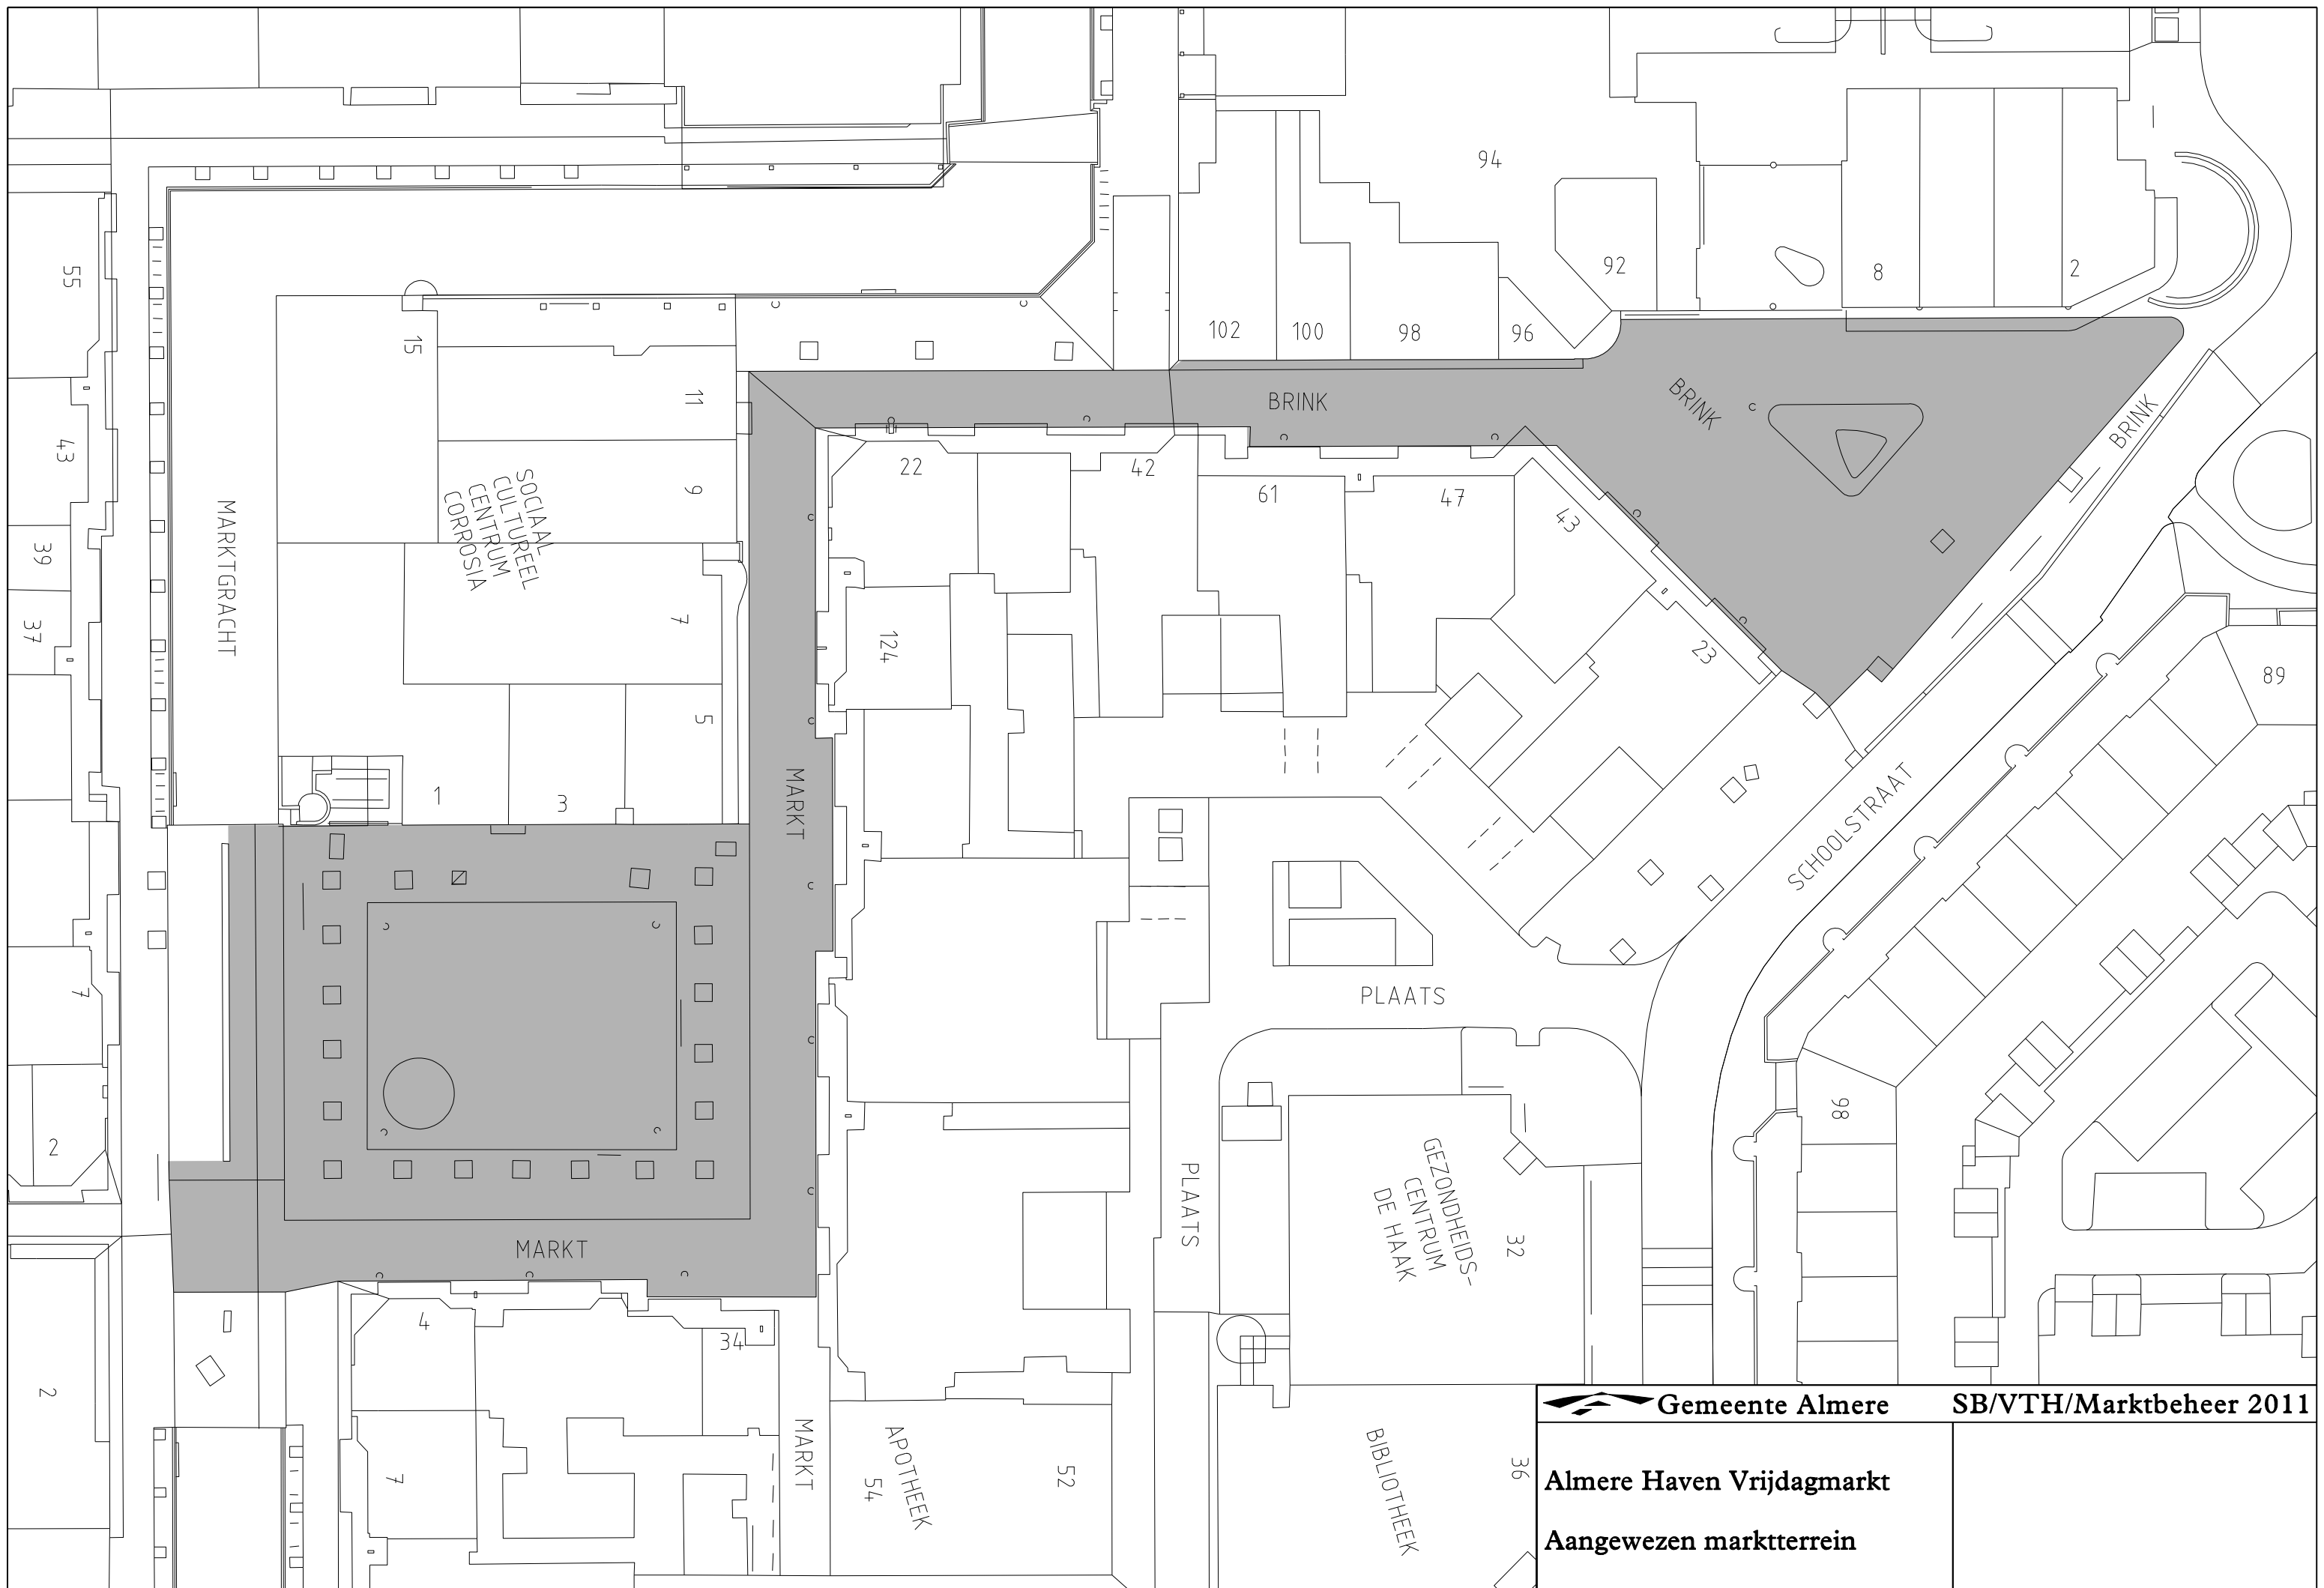 94
55
92
8
2
102
100
98
96
15
11
BRINK
BRINK
BRINK
43
22
42
61
47
43
9
SOCIAAL
CULTUREEL
CENTRUM
CORROSIA
MARKTGRACHT
39
37
7
124
23
89
5
1
3
MARKT
SCHOOLSTRAAT
7
PLAATS
98
2
PLAATS
GEZONDHEIDS-
CENTRUM
DE HAAK
32
MARKT
4
34
2
7
MARKT
54
APOTHEEK
52
BIBLIOTHEEK
36
Gemeente Almere
SB/VTH/Marktbeheer 2011
Almere Haven Vrijdagmarkt
Aangewezen marktterrein